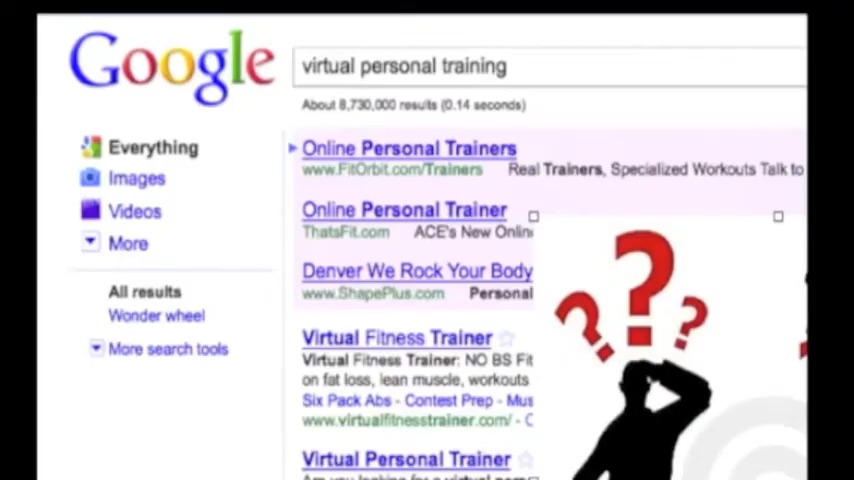 Google
virtual personal training
About 8,730,000 results (0.14 seconds)
Everything
Images
Videos
More
All results
Wonder wheel
More search tools
Online Personal Trainers
www.FitOrbit.com/Trainers Real Trainers, Specialized Workouts Talk to
Online Personal Trainer
ThatsFit.com ACE's New Onlin
Denver We Rock Your Body
www.ShapePlus.com Personal
Virtual Fitness Trainer
Virtual Fitness Trainer: NO BS Fit
on fat loss, lean muscle, workouts
Six Pack Abs - Contest Prep - Mus
www.virtualfitnesstrainer.com/ - C
Virtual Personal Trainer
? ? ?